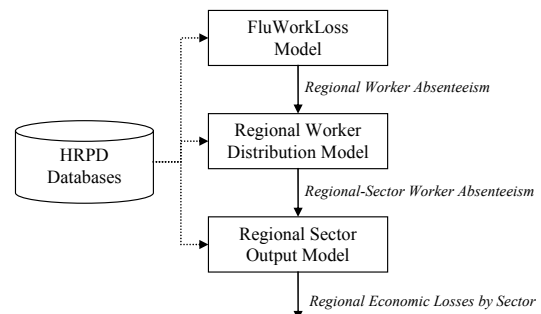 FluWorkLoss
Model
Regional Worker Absenteeism
HRPD
Databases
Regional Worker
Distribution Model
Regional-Sector Worker Absenteeism
Regional Sector
Output Model
Regional Economic Losses by Sector